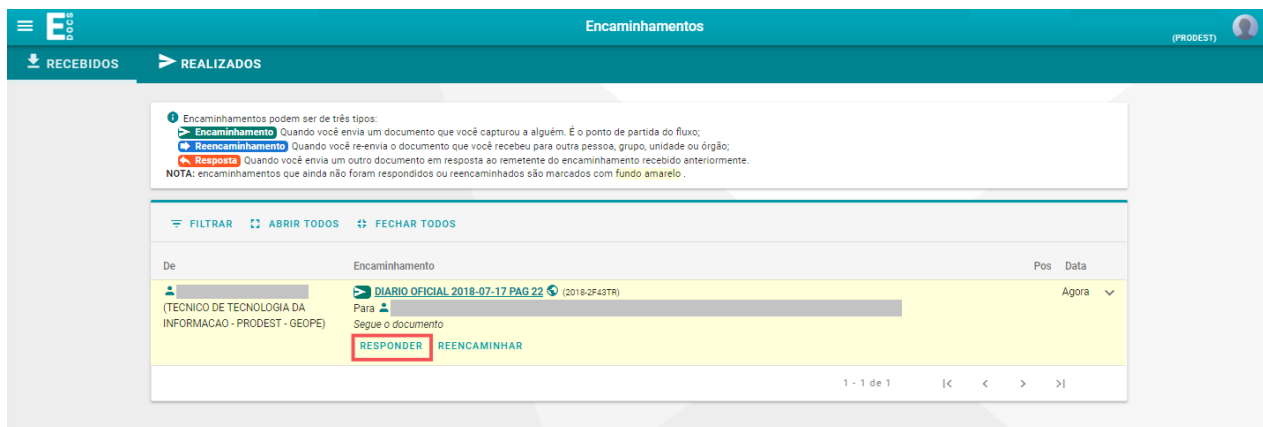 E DOCS
Encaminhamentos
(PRODEST)
RECEBIDOS
REALIZADOS
Encaminhamentos podem ser de três tipos:
Encaminhamento Quando você envia um documento que você capturou a alguém. É o ponto de partida do fluxo;
Reencaminhamento Quando você re-envia o documento que você recebeu para outra pessoa, grupo, unidade ou órgão;
Resposta Quando você envia um outro documento em resposta ao remetente do encaminhamento recebido anteriormente.
NOTA: encaminhamentos que ainda não foram respondidos ou reencaminhados são marcados com fundo amarelo .
FILTRAR ABRIR TODOS FECHAR TODOS
De Encaminhamento Pos Data
DIARIO OFICIAL 2018-07-17 PAG 22 (2018-2F43TR) Agora
(TECNICO DE TECNOLOGIA DA
INFORMACAO - PRODEST - GEOPE)
Para
Segue o documento
RESPONDER REENCAMINHAR
1 - 1 de 1